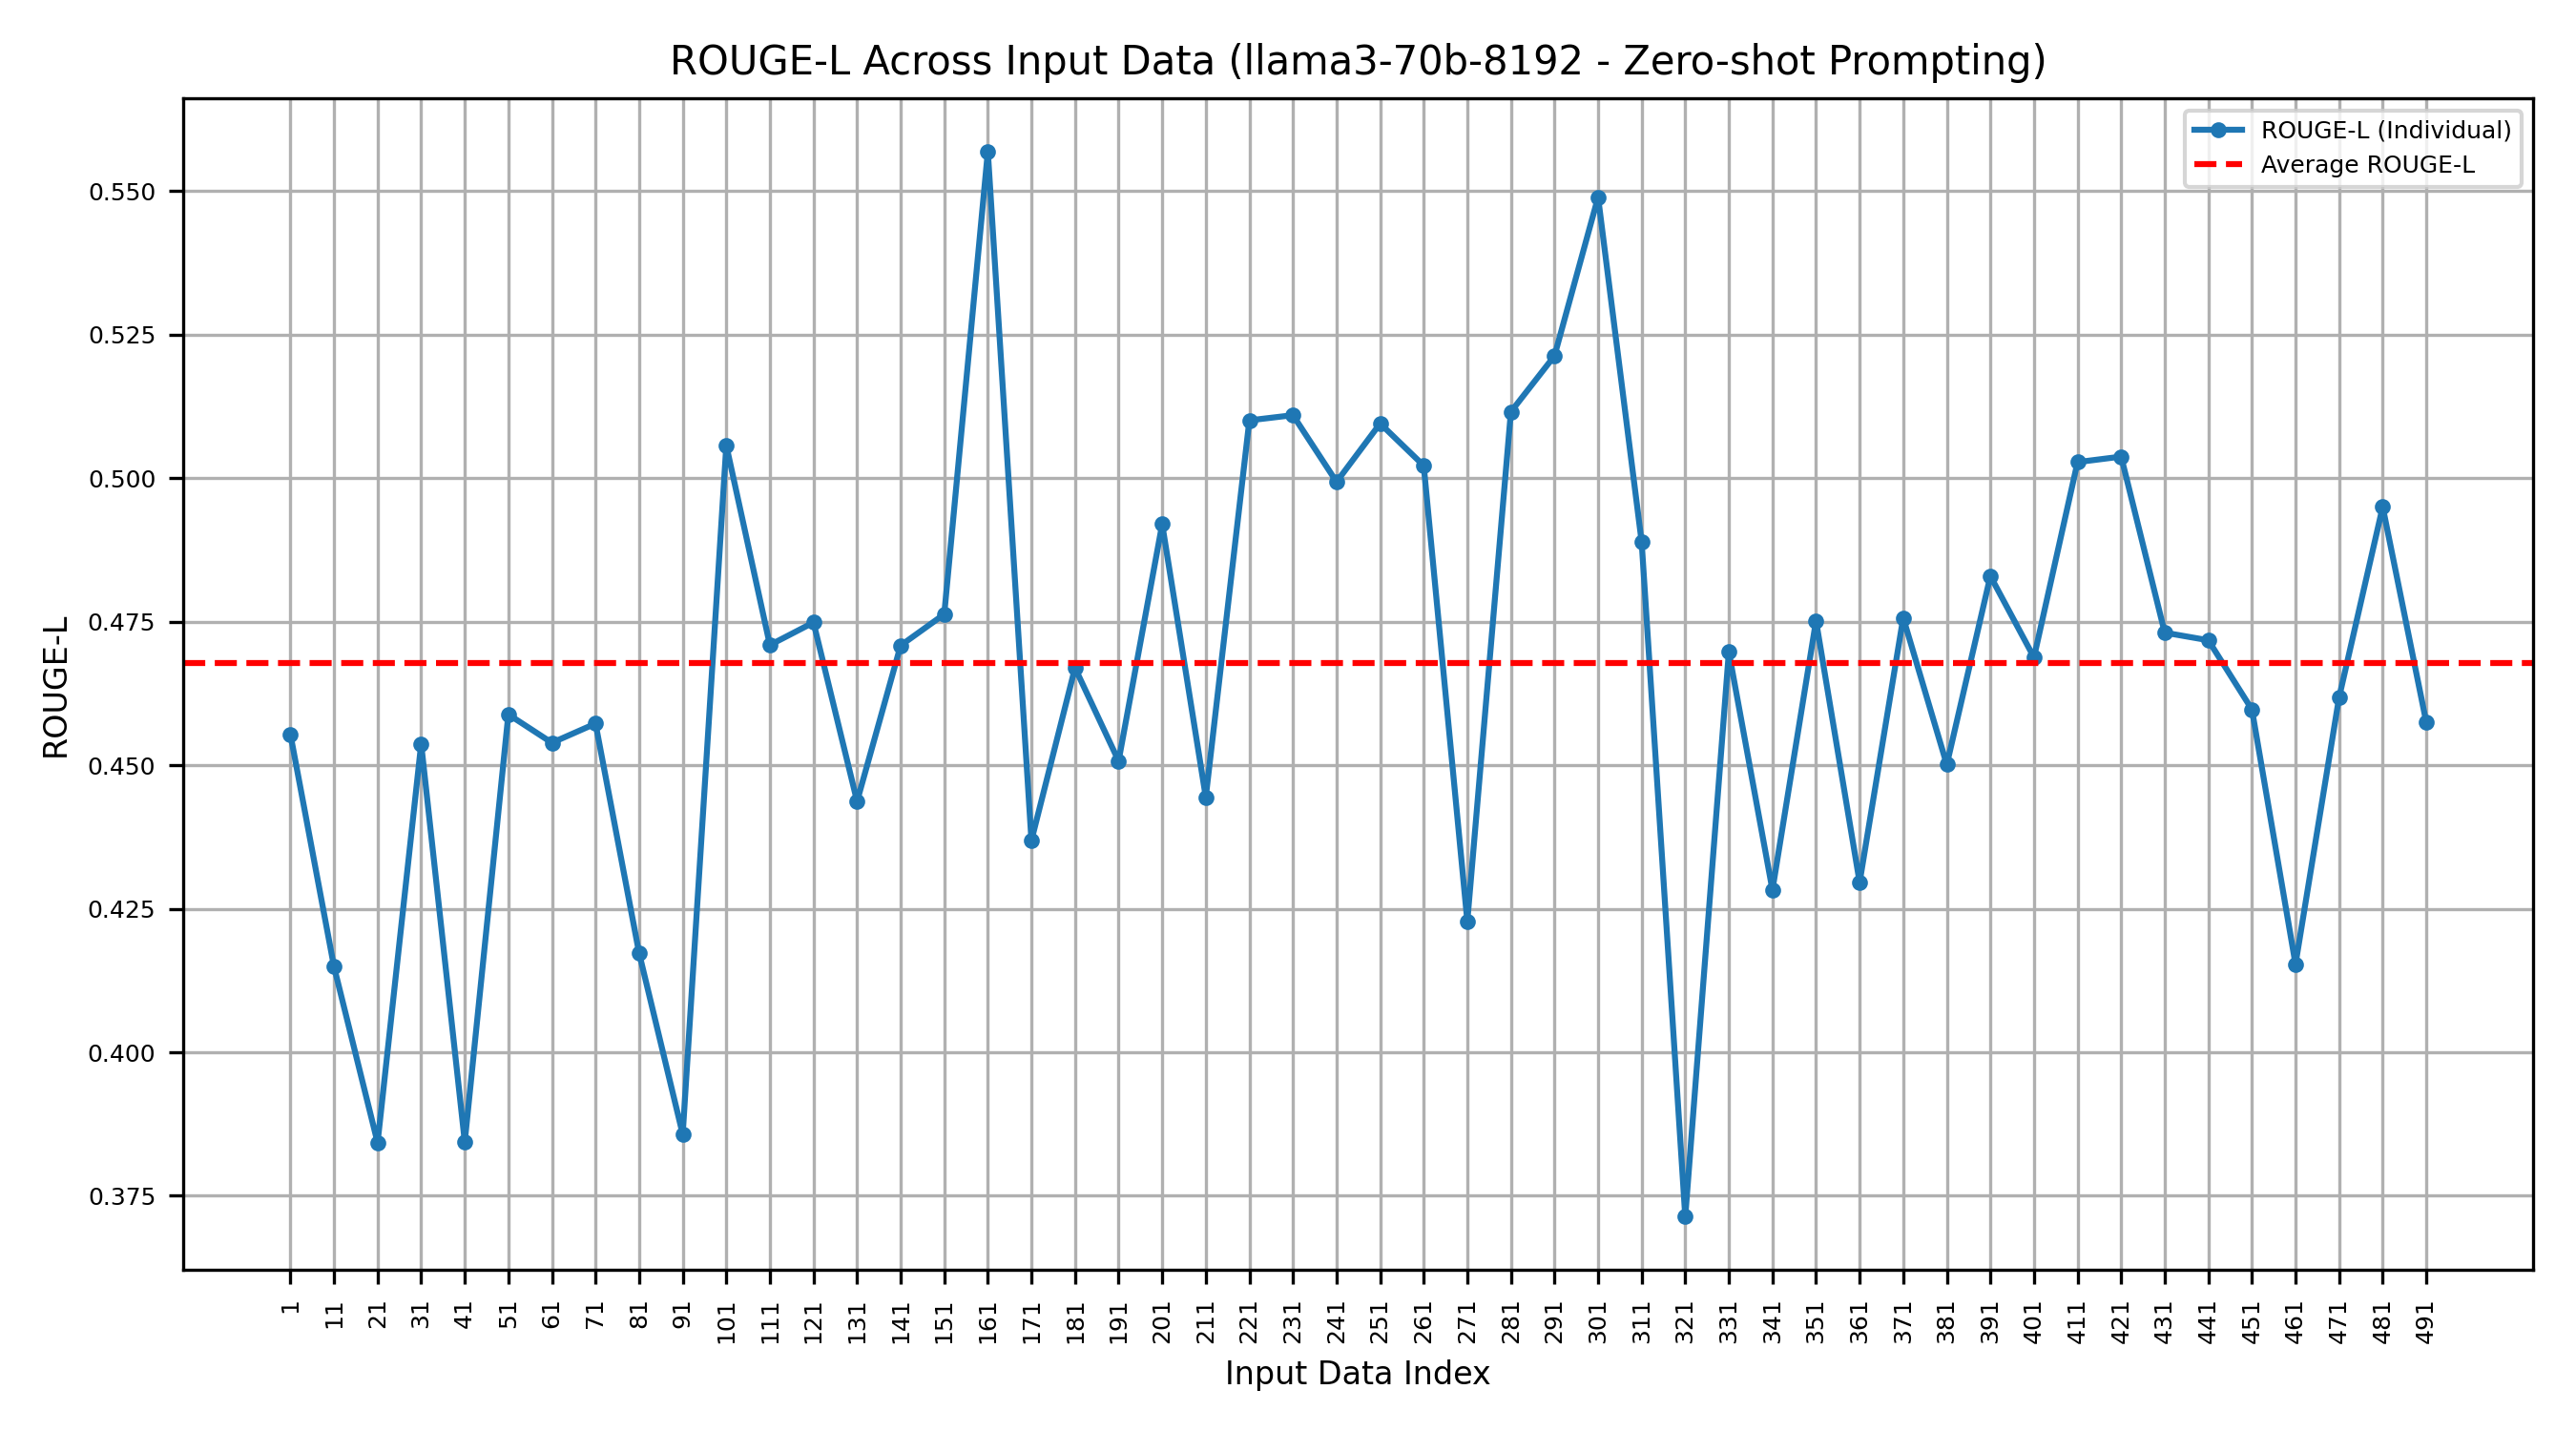 ROUGE-L Across Input Data (llama3-70b-8192 - Zero-shot Prompting)
ROUGE-L (Individual)
Average ROUGE-L
0.550
0.525
0.500
0.475
0.450
0.425
0.400
0.375
ROUGE-L
1 11 21 31 41 51 61 71 81 91 101 111 121 131 141 151 161 171 181 191 201 211 221 231 241 251 261 271 281 291 301 311 321 331 341 351 361 371 381 391 401 411 421 431 441 451 461 471 481 491
Input Data Index